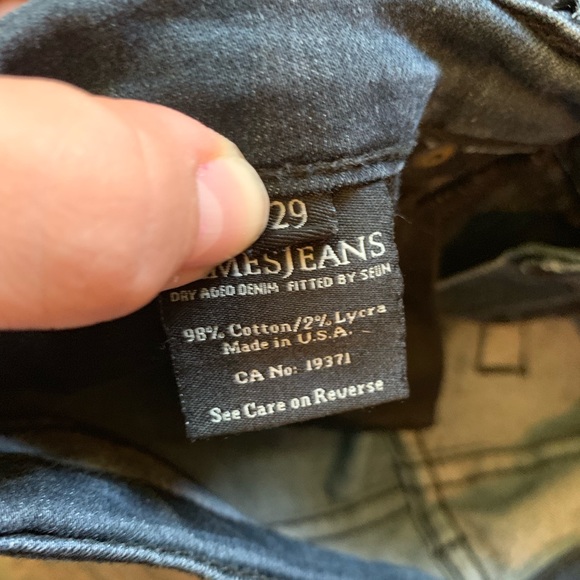 29
MESJEANS
DRY AGED DENIM FITTED BY SEUN
98% Cotton/2% Lycra
Made in U.S.A.
CA No: 19371
See Care on Reverse